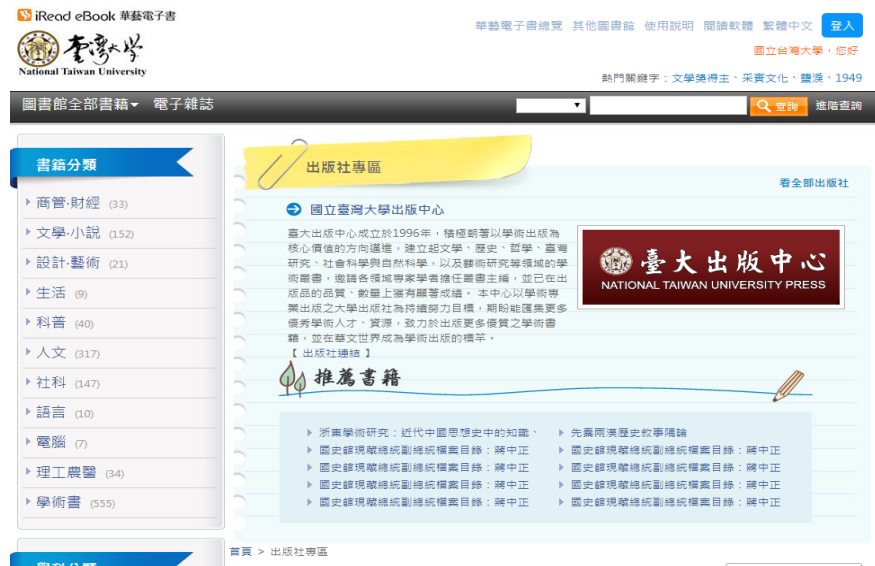 iRead eBook 華藝電子書
華藝電子書總覽 其他圖書館 使用說明 閱讀軟體 繁體中文 登入
臺灣大學
National Taiwan University
國立台灣大學，您好
熱門關鍵字：文學獎得主、采實文化、鹽淚、1949
圖書館全部書籍 電子雜誌
查詢 進階查詢
書籍分類
商管‧財經 (33)
文學‧小說 (152)
設計‧藝術 (21)
生活 (9)
科普 (40)
人文 (317)
社科 (147)
語言 (10)
電腦 (7)
理工農醫 (34)
學術書 (555)
出版社專區
看全部出版社
國立臺灣大學出版中心
臺大出版中心成立於1996年，積極朝著以學術出版為
核心價值的方向邁進，建立起文學、歷史、哲學、臺灣
研究、社會科學與自然科學，以及藝術研究等領域的學
術叢書，邀請各領域專家學者擔任叢書主編，並已在出
版品的品質、數量上獲有顯著成績。 本中心以學術專
業出版之大學出版社為持續努力目標，期盼能匯集更多
優秀學術人才、資源，致力於出版更多優質之學術書
籍，並在華文世界成為學術出版的標竿。
【 出版社連結 】
臺大出版中心
NATIONAL TAIWAN UNIVERSITY PRESS
推薦書籍
浙東學術研究：近代中國思想史中的知識、 先秦兩漢歷史敘事隅論
國史館現藏總統副總統檔案目錄：蔣中正 國史館現藏總統副總統檔案目錄：蔣中正
國史館現藏總統副總統檔案目錄：蔣中正 國史館現藏總統副總統檔案目錄：蔣中正
國史館現藏總統副總統檔案目錄：蔣中正 國史館現藏總統副總統檔案目錄：蔣中正
國史館現藏總統副總統檔案目錄：蔣中正 國史館現藏總統副總統檔案目錄：蔣中正
首頁 > 出版社專區